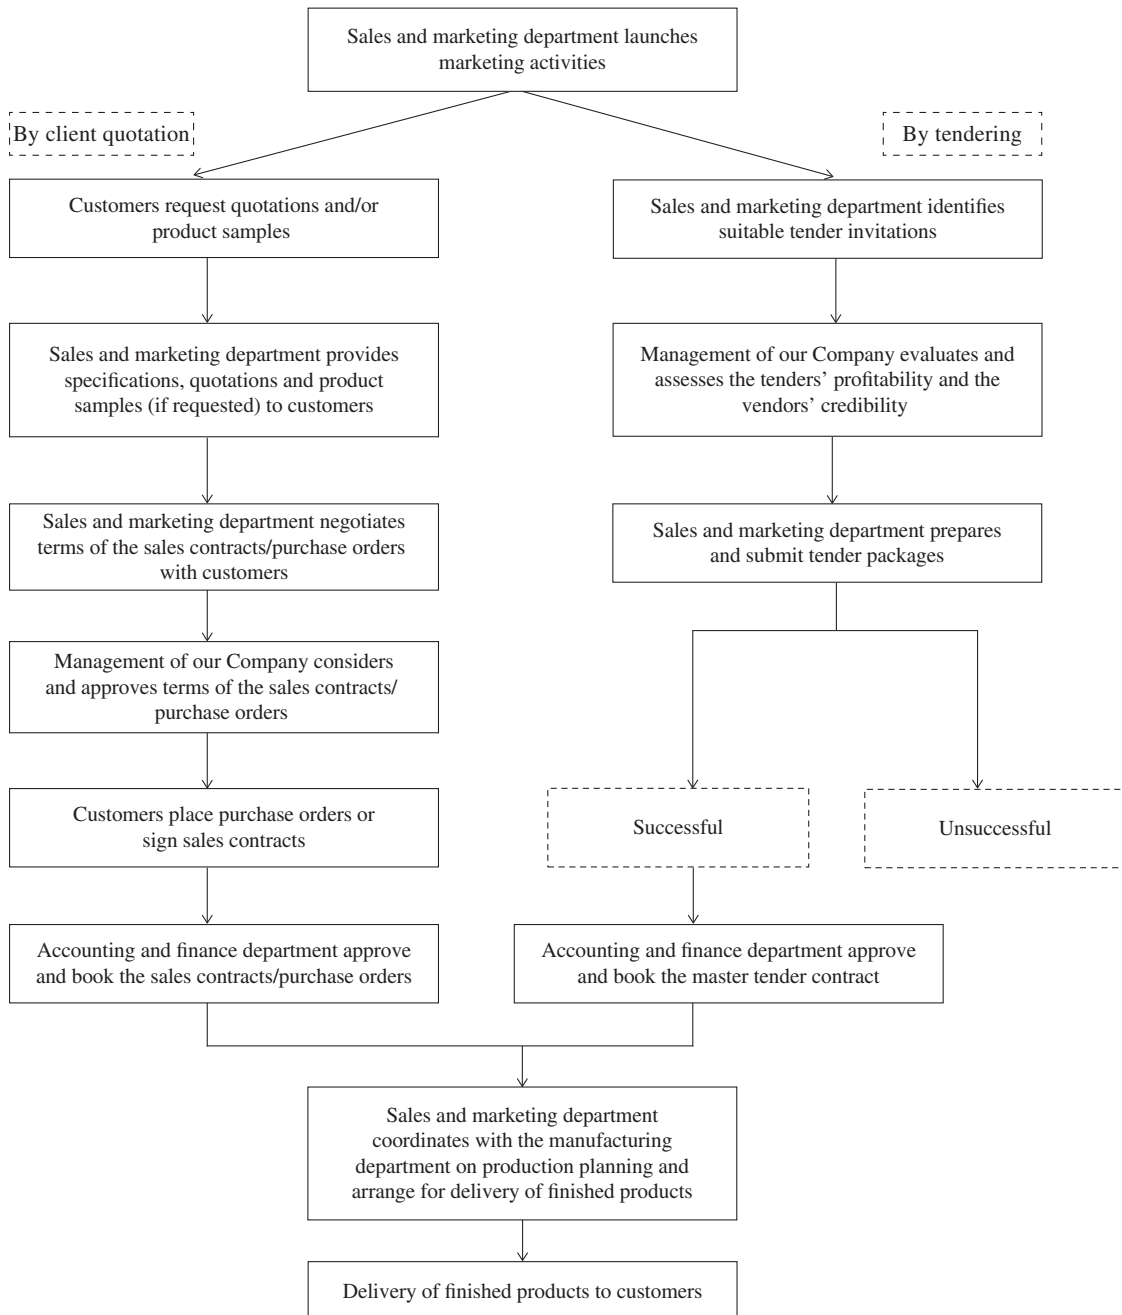 Sales and marketing department launches
marketing activities
By client quotation
By tendering
Customers request quotations and/or
product samples
Sales and marketing department identifies
suitable tender invitations
Sales and marketing department provides
specifications, quotations and product
samples (if requested) to customers
Management of our Company evaluates and
assesses the tenders’ profitability and the
vendors’ credibility
Sales and marketing department negotiates
terms of the sales contracts/purchase orders
with customers
Sales and marketing department prepares
and submit tender packages
Management of our Company considers
and approves terms of the sales contracts/
purchase orders
Customers place purchase orders or
sign sales contracts
Successful
Unsuccessful
Accounting and finance department approve
and book the sales contracts/purchase orders
Accounting and finance department approve
and book the master tender contract
Sales and marketing department
coordinates with the manufacturing
department on production planning and
arrange for delivery of finished products
Delivery of finished products to customers